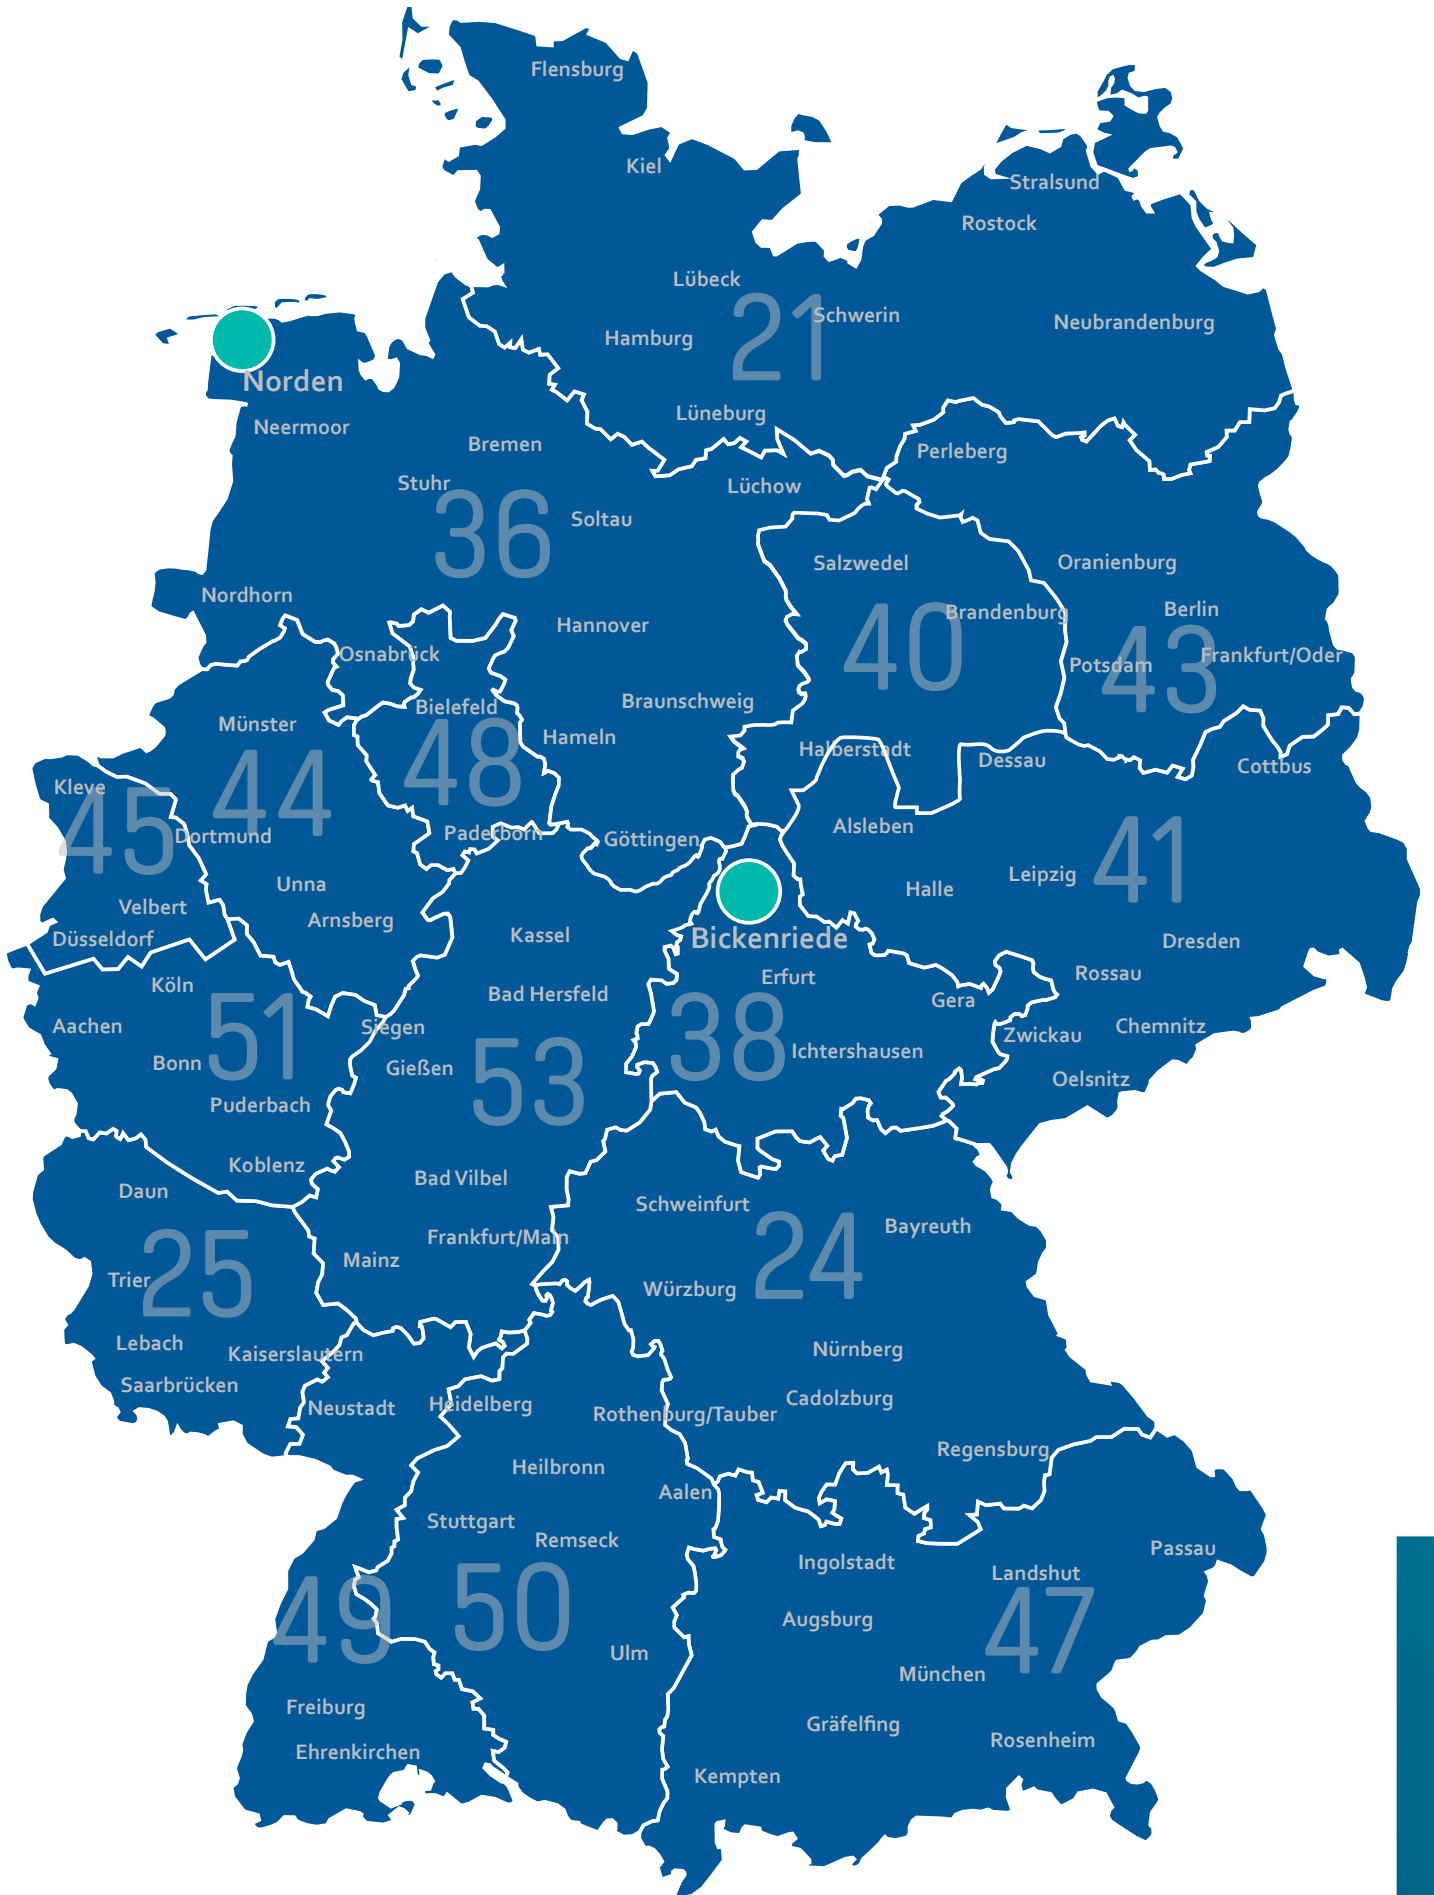 Flensburg
Kiel
Stralsund
Rostock
Lübeck
21
Schwerin
Neubrandenburg
Hamburg
Norden
Lüneburg
Neermoor
Bremen
Perleberg
Stuhr
Lüchow
36
Soltau
Salzwedel
Oranienburg
Nordhorn
Berlin
Brandenburg
Hannover
40
43
Osnabrück
Frankfurt/Oder
Potsdam
Braunschweig
Bielefeld
Münster
Hameln
Halberstadt
Dessau
48
Cottbus
44
Kleve
45
Alsleben
Paderborn
Dortmund
Göttingen
41
Leipzig
Unna
Halle
Velbert
Arnsberg
Kassel
Bickenriede
Düsseldorf
Dresden
Rossau
Erfurt
Köln
Bad Hersfeld
Gera
Aachen
Siegen
Chemnitz
51
38
Zwickau
Ichtershausen
Bonn
Gießen
53
Oelsnitz
Puderbach
Koblenz
Bad Vilbel
Daun
Schweinfurt
Bayreuth
Frankfurt/Main
24
Mainz
25
Trier
Würzburg
Lebach
Nürnberg
Kaiserslautern
Saarbrücken
Cadolzburg
Heidelberg
Neustadt
Rothenburg/Tauber
Regensburg
Heilbronn
Aalen
Stuttgart
Remseck
Passau
Ingolstadt
Landshut
50
49
Augsburg
47
Ulm
München
Freiburg
Gräfelfing
Rosenheim
Ehrenkirchen
Kempten